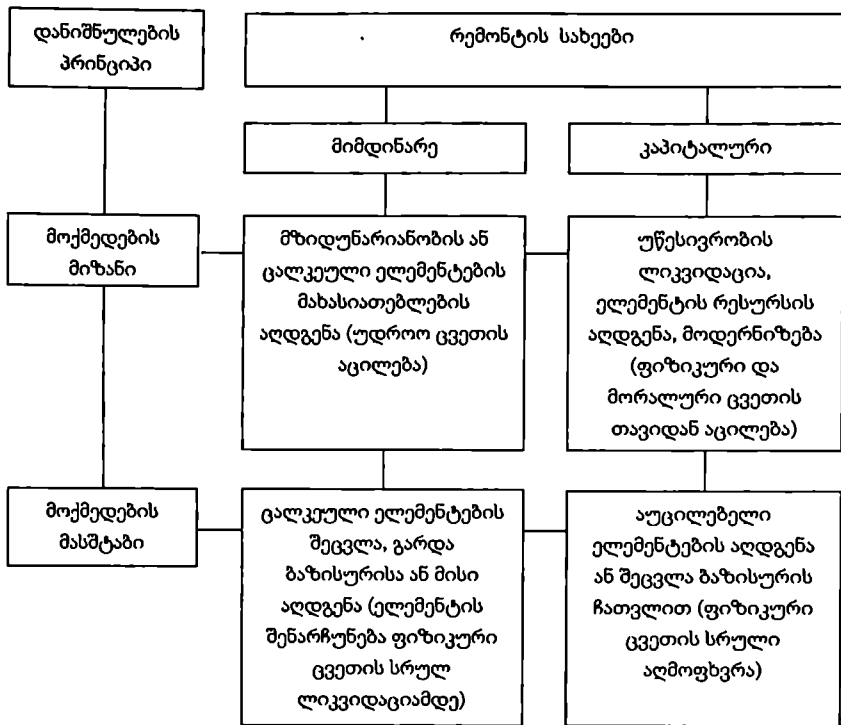 დანიშნულების
პრინციპი
რემონტის სახეები
მიმდინარე
კაპიტალური
მოქმედების
მიზანი
მზიდუნარიანობის ან
ცალკეული ელემენტების
მახასიათებლების
აღდგენა (უდროო ცვეთის
აცილება)
უწესივრობის
ლიკვიდაცია,
ელემენტის რესურსის
აღდგენა, მოდერნიზება
(ფიზიკური და
მორალური ცვეთის
თავიდან აცილება)
მოქმედების
მასშტაბი
ცალკეული ელემენტების
შეცვლა, გარდა
ბაზისურისა ან მისი
აღდგენა (ელემენტის
შენარჩუნება ფიზიკური
ცვეთის სრულ
ლიკვიდაციამდე)
აუცილებელი
ელემენტების აღდგენა
ან შეცვლა ბაზისურის
ჩათვლით (ფიზიკური
ცვეთის სრული
აღმოფხვრა)